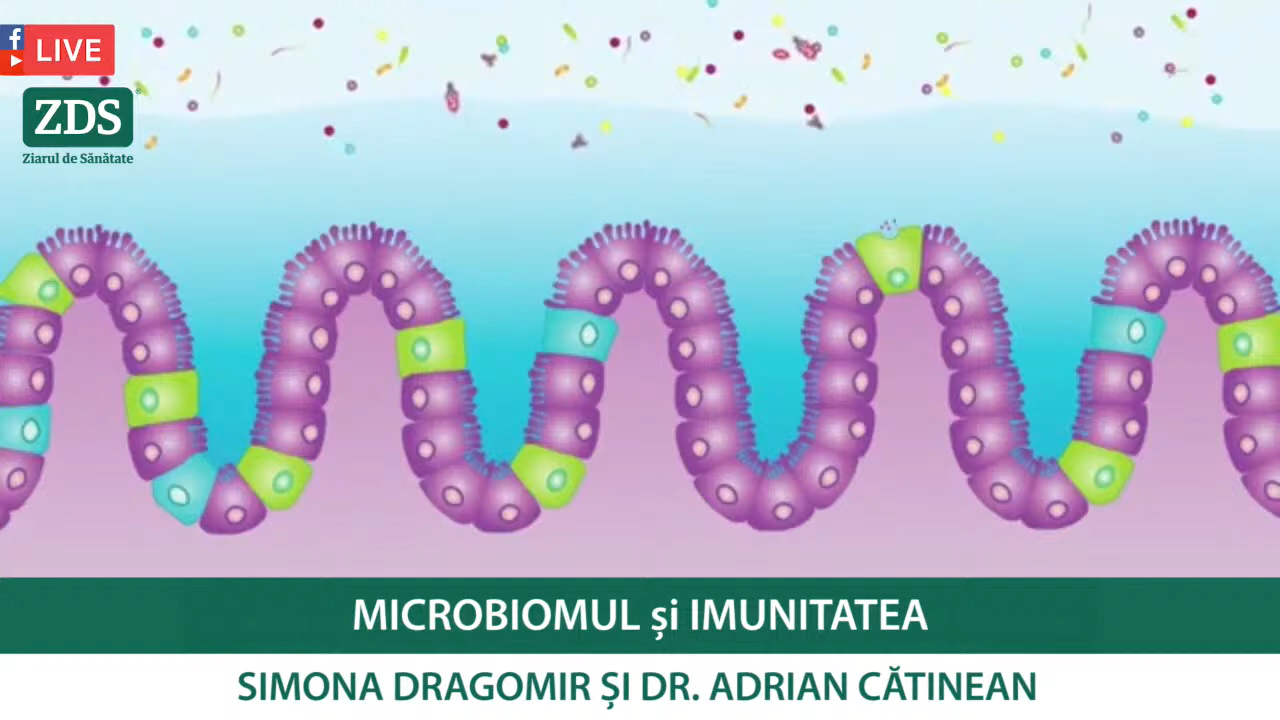 f LIVE
ZDS®
Ziarul de Sănătate
MICROBIOMUL și IMUNITATEA
SIMONA DRAGOMIR ȘI DR. ADRIAN CĂTINEAN